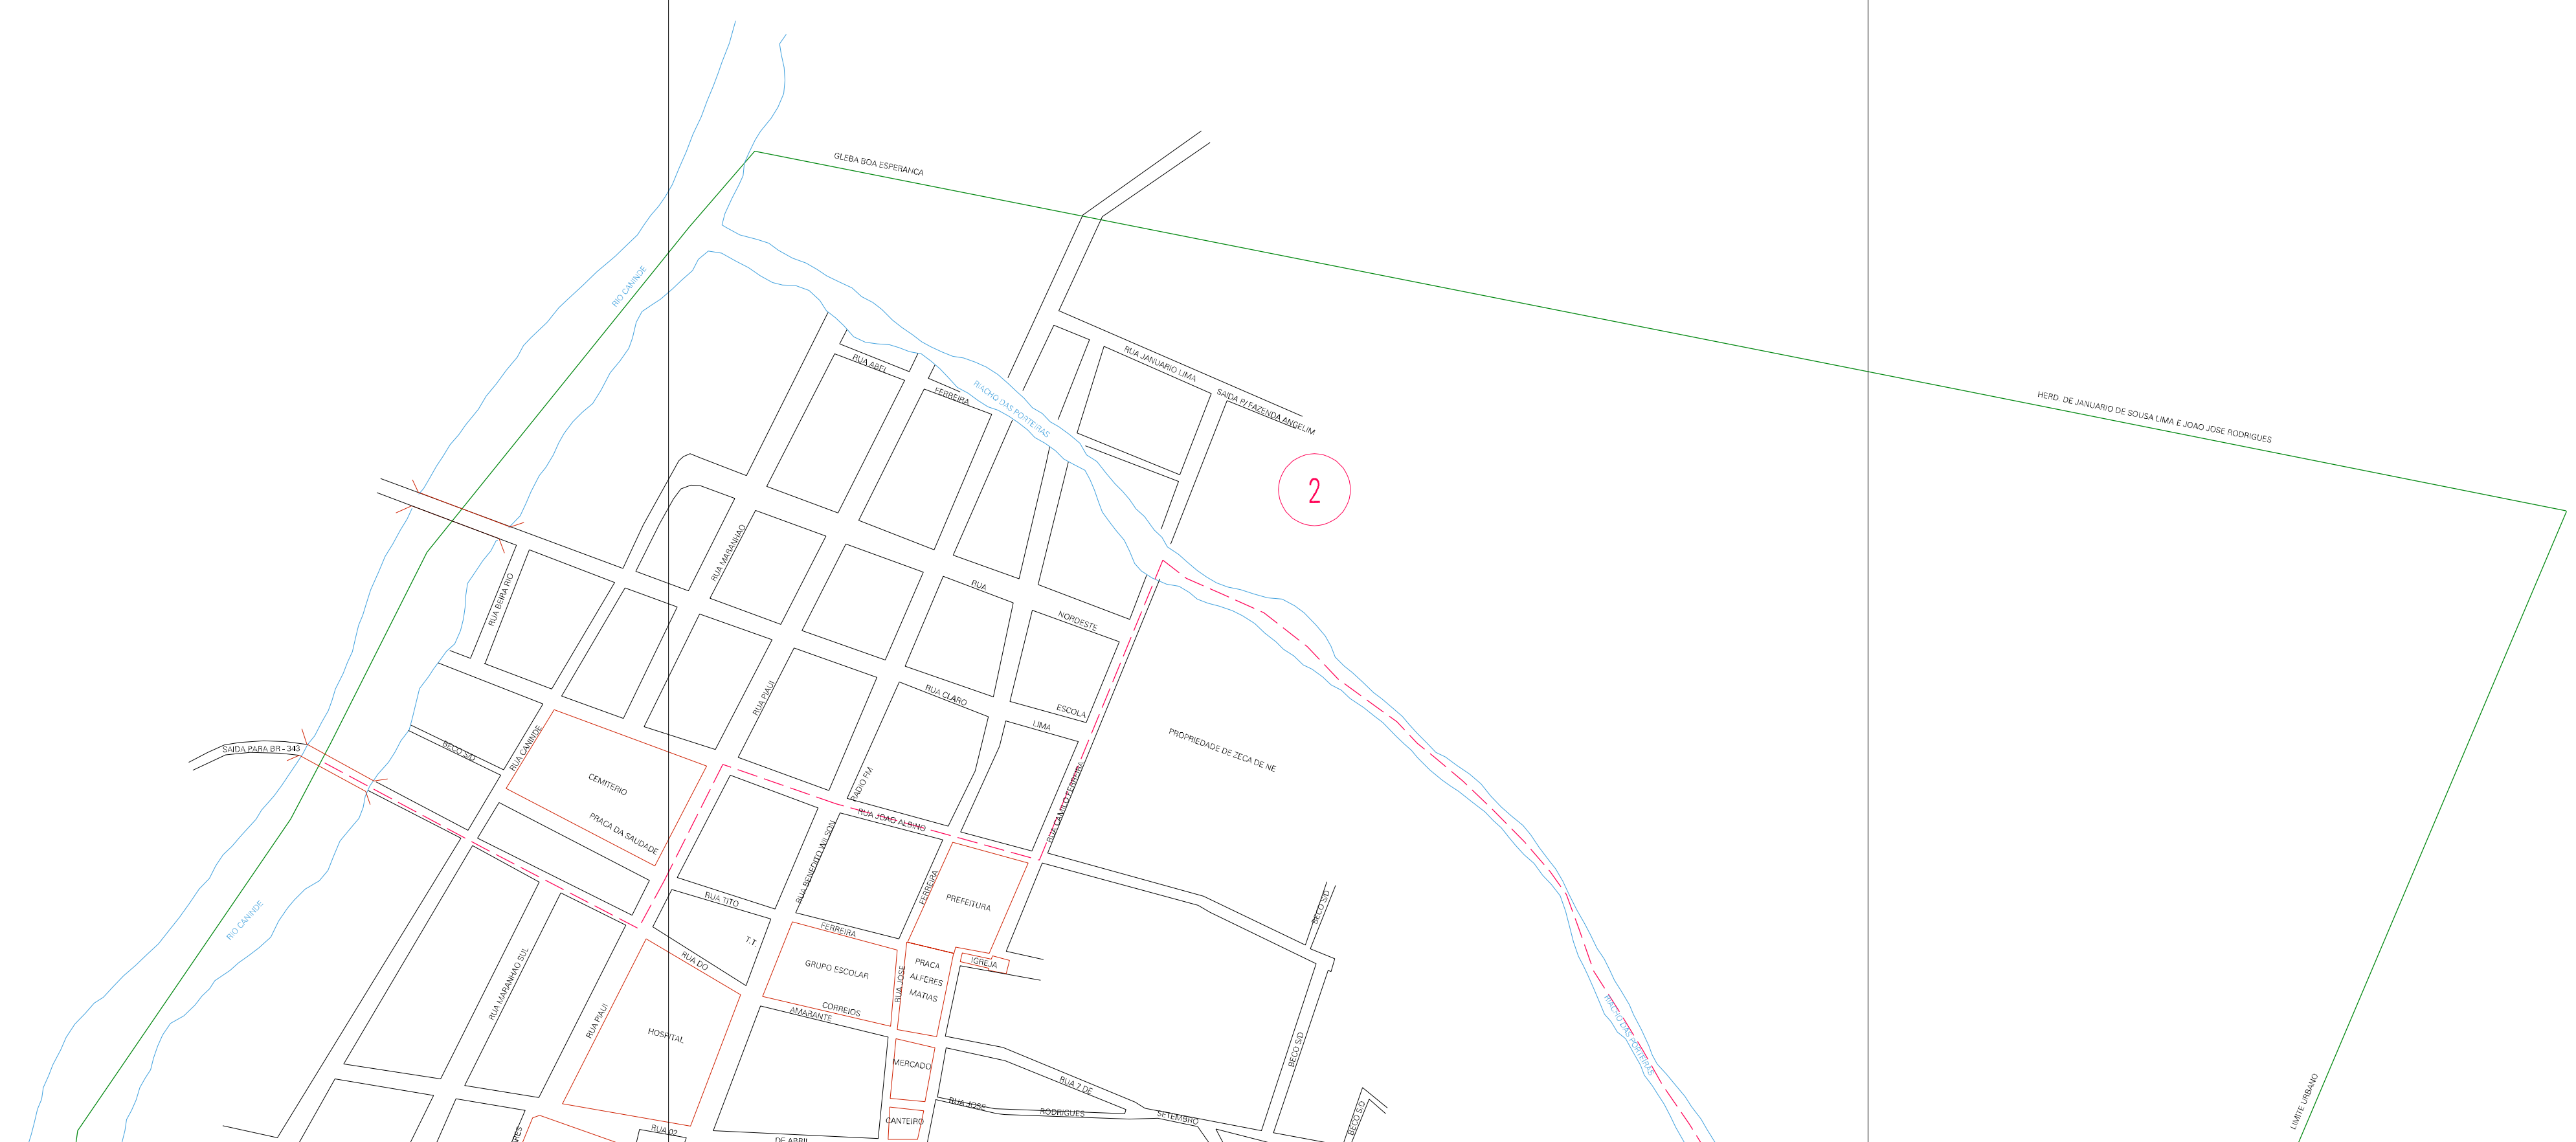 GLEBA BOA ESPERANCA
RIO CANINDE
RUA JANUARIO LIMA
SAIDA P/ FAZENDA ANGELIM
RUA ABEL
FERREIRA
RIACHO DAS PORTEIRAS
HERD. DE JANUARIO DE SOUSA LIMA E JOAO JOSE RODRIGUES
2
RUA MARANHAO
RUA BEIRA RIO
RUA
NORDESTE
RUA PIAUI
RUA CLARO
ESCOLA
LIMA
SAIDA PARA BR - 343
BECO S/D
RUA CANINDE
CEMITERIO
PRACA DA SAUDADE
RADIO FM
RUA JOAO ALBINO
RUA CAMILO FERREIRA
PROPRIEDADE DE ZECA DE NE
RUA BENEDITO WILSON
RUA TITO
FERREIRA
FERREIRA
PREFEITURA
BECO S/D
RIO CANINDE
T.T.
RUA DO
GRUPO ESCOLAR
RUA JOSE
PRACA
ALFERES
MATIAS
IGREJA
RUA MARANHAO SUL
RUA PIAUI
CORREIOS
AMARANTE
HOSPITAL
MERCADO
BECO S/D
RIACHO DAS PORTEIRAS
RUA 7 DE
RUA JOSE
RODRIGUES
SETEMBRO
CANTEIRO
BECO S.D
LIMITE URBANO
RUA 02
DE ABRIL